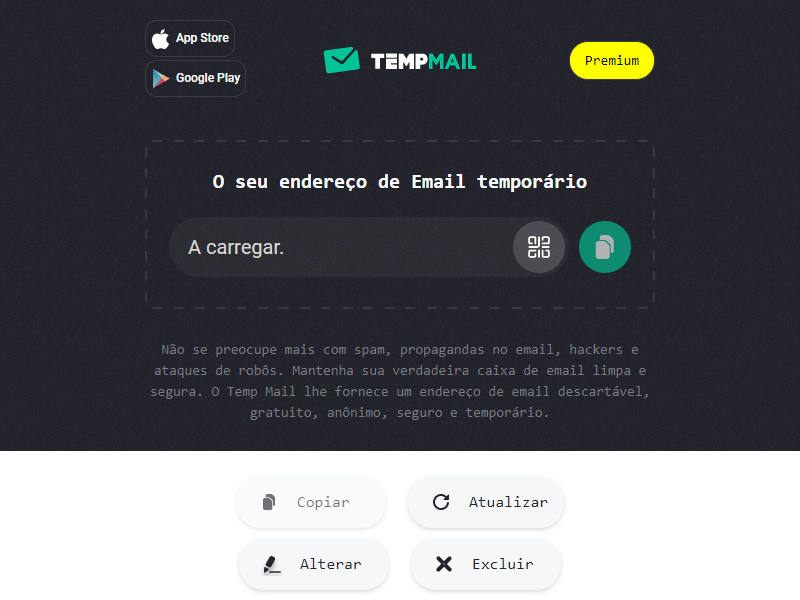 App Store
Google Play
TEMPMAIL
Premium
O seu endereço de Email temporário
A carregar.
Não se preocupe mais com spam, propagandas no email, hackers e
ataques de robôs. Mantenha sua verdadeira caixa de email limpa e
segura. O Temp Mail lhe fornece um endereço de email descartável,
gratuito, anônimo, seguro e temporário.
Copiar
Atualizar
Alterar
Excluir